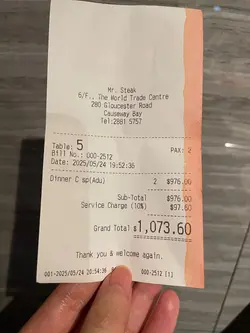 Mr. Steak
6/F., The World Trade Centre
280 Gloucester Road
Causeway Bay
Tel:2881 5757
Table: 5 PAX: 2
Bill No.: 000-2512
Date: 2025/05/24 19:52:36
Dinner C sp(Adu) 2 $976.00
Sub-Total $976.00
Service Charge (10%) $97.60
Grand Total $1,073.60
Thank you & welcome again.
001-2025/05/24 20:54:36 000-2512 [1]